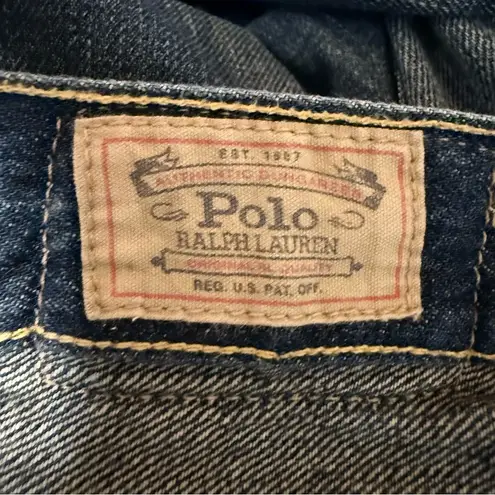 EST. 1967
AUTHENTIC DUNGAREES
Polo
RALPH LAUREN
ORIGINAL QUALITY
REG. U.S. PAT. OFF.